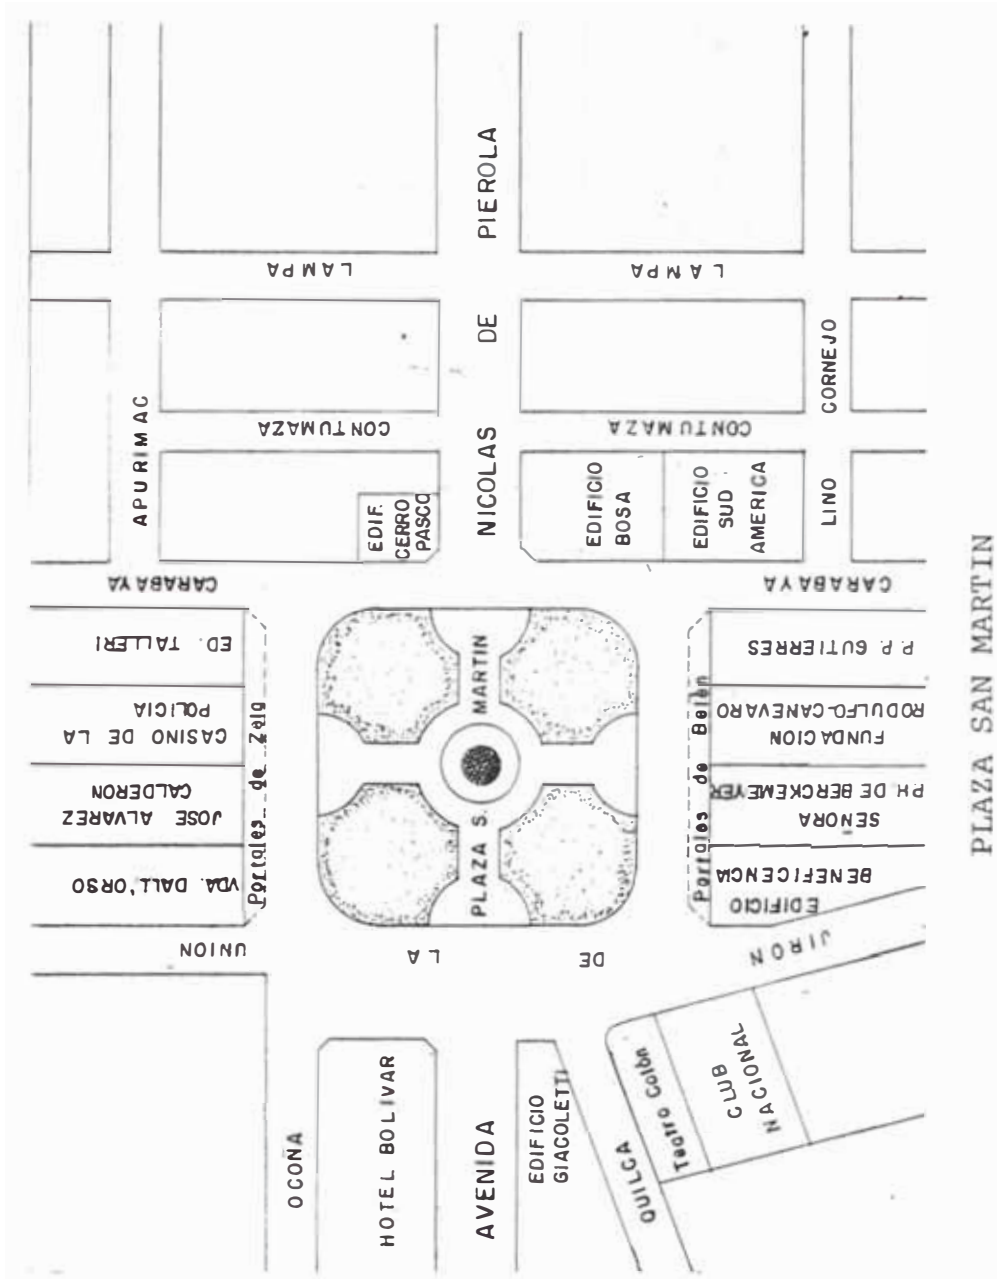 PLAZA SAN MARTIN
AVENIDA NICOLAS DE PIEROLA
LAMPA
LAMPA
CONTUMAZA
CONTUMAZA
APURIMAC
LINO CORNEJO
EDIF.
CERRO
PASCO
EDIFICIO
BOSA
EDIFICIO
SUD
AMERICA
CARABAYA
CARABAYA
ED. TALLERI
CASINO DE LA
POLICIA
JOSE ALVAREZ
CALDERON
VDA. DALL'ORSO
Portales de Zela
PLAZA S. MARTIN
Portales de Belen
P. P. GUTIERRES
FUNDACION
RODULFO-CANEVARO
SEÑORA
P.H. DE BERCKEMEYER
EDIFICIO
BENEFICENCIA
JIRON DE LA UNION
OCOÑA
HOTEL BOLIVAR
EDIFICIO
GIACOLETTI
QUILCA
Teatro Colón
CLUB
NACIONAL